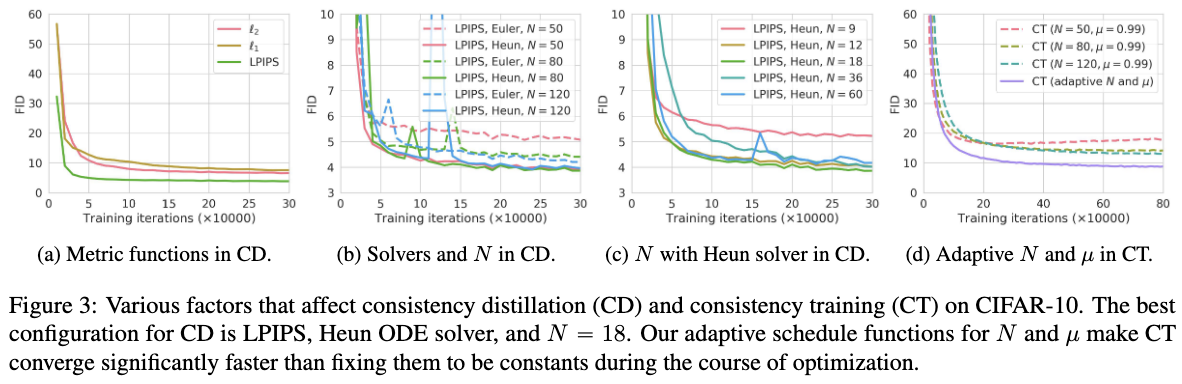 60
50
40
30
20
10
0
FID
0 5 10 15 20 25 30
Training iterations (×10000)
ℓ₂
ℓ₁
LPIPS
10
9
8
7
6
5
4
3
FID
0 5 10 15 20 25 30
Training iterations (×10000)
LPIPS, Euler, N = 50
LPIPS, Heun, N = 50
LPIPS, Euler, N = 80
LPIPS, Heun, N = 80
LPIPS, Euler, N = 120
LPIPS, Heun, N = 120
10
9
8
7
6
5
4
3
FID
0 5 10 15 20 25 30
Training iterations (×10000)
LPIPS, Heun, N = 9
LPIPS, Heun, N = 12
LPIPS, Heun, N = 18
LPIPS, Heun, N = 36
LPIPS, Heun, N = 60
60
50
40
30
20
10
0
FID
0 20 40 60 80
Training iterations (×10000)
CT (N = 50, μ = 0.99)
CT (N = 80, μ = 0.99)
CT (N = 120, μ = 0.99)
CT (adaptive N and μ)
(a) Metric functions in CD.
(b) Solvers and N in CD.
(c) N with Heun solver in CD.
(d) Adaptive N and μ in CT.
Figure 3: Various factors that affect consistency distillation (CD) and consistency training (CT) on CIFAR-10. The best
configuration for CD is LPIPS, Heun ODE solver, and N = 18. Our adaptive schedule functions for N and μ make CT
converge significantly faster than fixing them to be constants during the course of optimization.